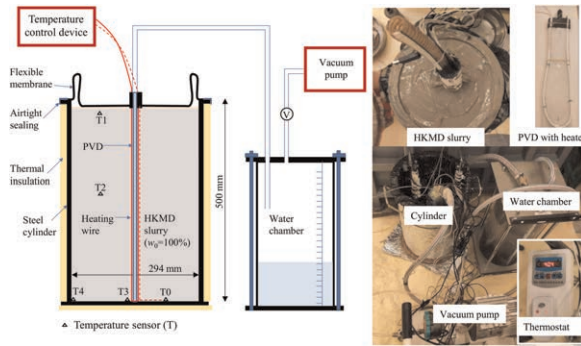 Temperature
control device
Flexible
membrane
Airtight
sealing
Thermal
insulation
Steel
cylinder
T1
PVD
T2
Heating
wire
HKMD
slurry
(w₀=100%)
294 mm
T4
T3
T0
500 mm
Temperature sensor (T)
Vacuum
pump
V
Water
chamber
HKMD slurry
PVD with heater
Cylinder
Water chamber
Vacuum pump
Thermostat